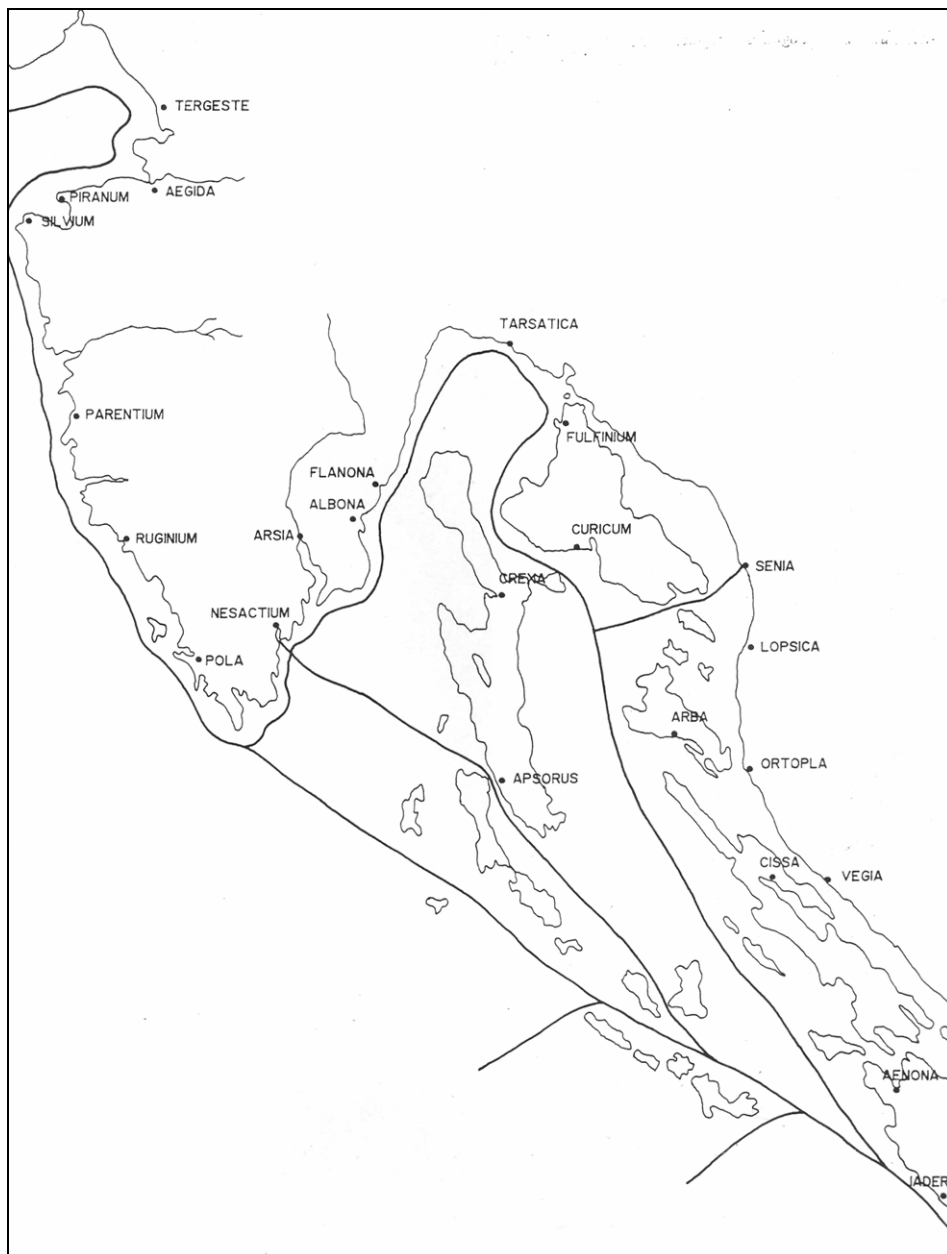 TERGESTE
AEGIDA
PIRANUM
SILVIUM
TARSATICA
PARENTIUM
FULFINIUM
FLANONA
ALBONA
CURICUM
ARSIA
RUGINIUM
SENIA
CREXA
NESACTIUM
LOPSICA
POLA
ARBA
ORTOPLA
APSORUS
CISSA
VEGIA
AENONA
IADER